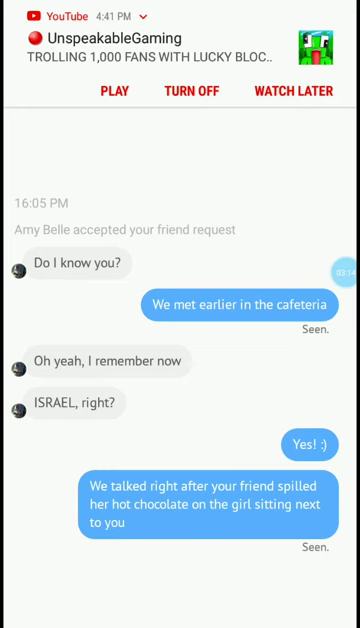 YouTube 4:41 PM
UnspeakableGaming
TROLLING 1,000 FANS WITH LUCKY BLOC..
PLAY TURN OFF WATCH LATER
16:05 PM
Amy Belle accepted your friend request
Do I know you?
03:14
We met earlier in the cafeteria
Seen.
Oh yeah, I remember now
ISRAEL, right?
Yes! :)
We talked right after your friend spilled
her hot chocolate on the girl sitting next
to you
Seen.